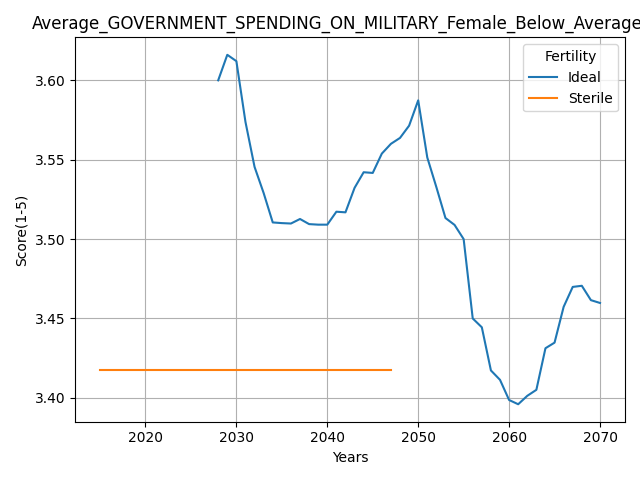 Average_GOVERNMENT_SPENDING_ON_MILITARY_Female_Below_Average
Fertility
Ideal
Sterile
Score(1-5)
3.60
3.55
3.50
3.45
3.40
2020 2030 2040 2050 2060 2070
Years